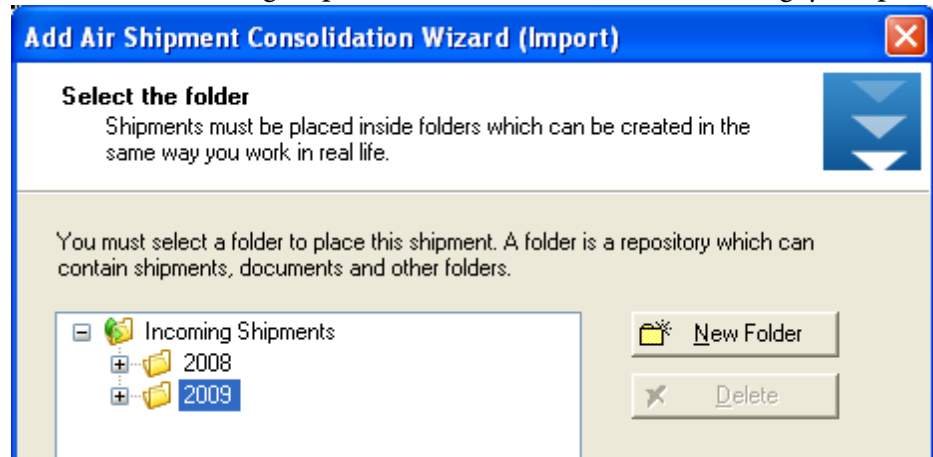 Add Air Shipment Consolidation Wizard (Import)
Select the folder
Shipments must be placed inside folders which can be created in the
same way you work in real life.
You must select a folder to place this shipment. A folder is a repository which can
contain shipments, documents and other folders.
Incoming Shipments
New Folder
2008
2009
Delete